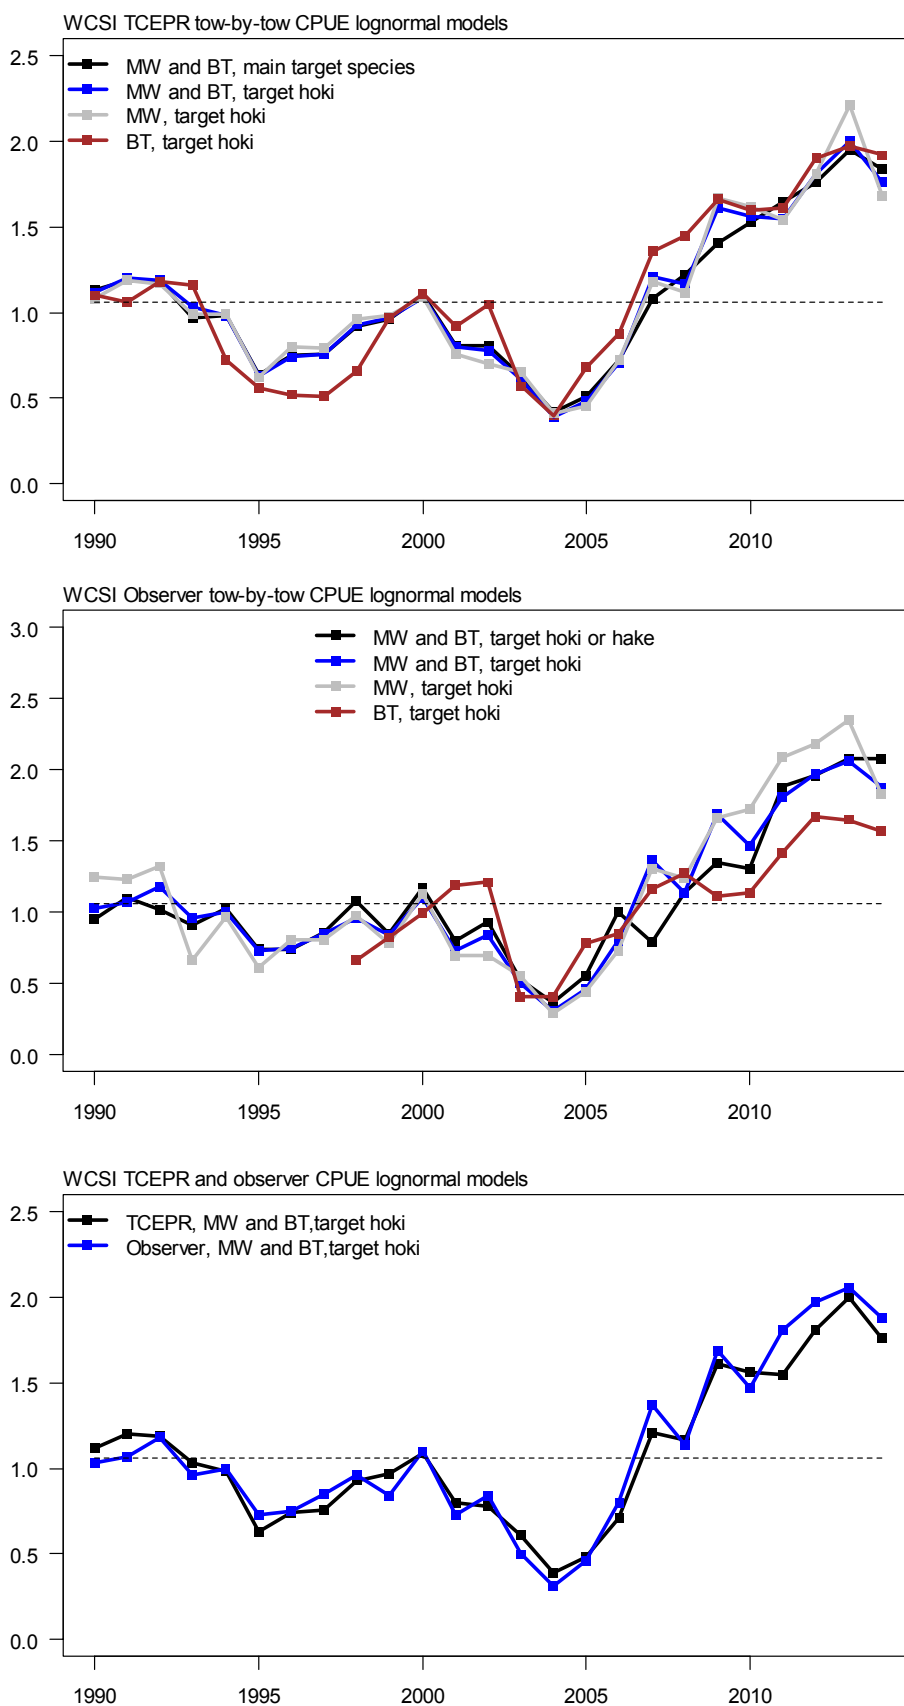 WCSI TCEPR tow-by-tow CPUE lognormal models
2.5
MW and BT, main target species
MW and BT, target hoki
MW, target hoki
BT, target hoki
2.0
1.5
1.0
0.5
0.0
1990 1995 2000 2005 2010
WCSI Observer tow-by-tow CPUE lognormal models
3.0
MW and BT, target hoki or hake
MW and BT, target hoki
MW, target hoki
BT, target hoki
2.5
2.0
1.5
1.0
0.5
0.0
1990 1995 2000 2005 2010
WCSI TCEPR and observer CPUE lognormal models
2.5
TCEPR, MW and BT,target hoki
Observer, MW and BT,target hoki
2.0
1.5
1.0
0.5
0.0
1990 1995 2000 2005 2010